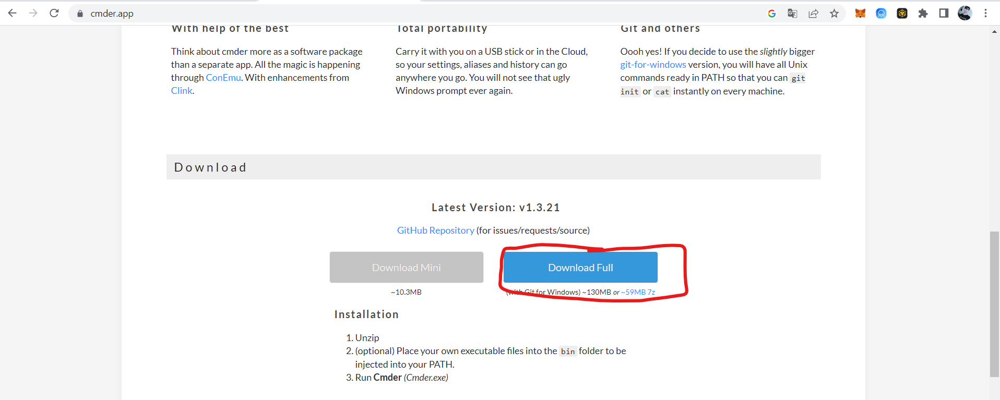 cmder.app
With help of the best
Think about cmder more as a software package
than a separate app. All the magic is happening
through ConEmu. With enhancements from
Clink.
Total portability
Carry it with you on a USB stick or in the Cloud,
so your settings, aliases and history can go
anywhere you go. You will not see that ugly
Windows prompt ever again.
Git and others
Oooh yes! If you decide to use the slightly bigger
git-for-windows version, you will have all Unix
commands ready in PATH so that you can git
init or cat instantly on every machine.
Download
Latest Version: v1.3.21
GitHub Repository (for issues/requests/source)
Download Mini
~10.3MB
Download Full
(with Git for Windows) ~130MB or ~59MB 7z
Installation
1. Unzip
2. (optional) Place your own executable files into the bin folder to be
injected into your PATH.
3. Run Cmder (Cmder.exe)